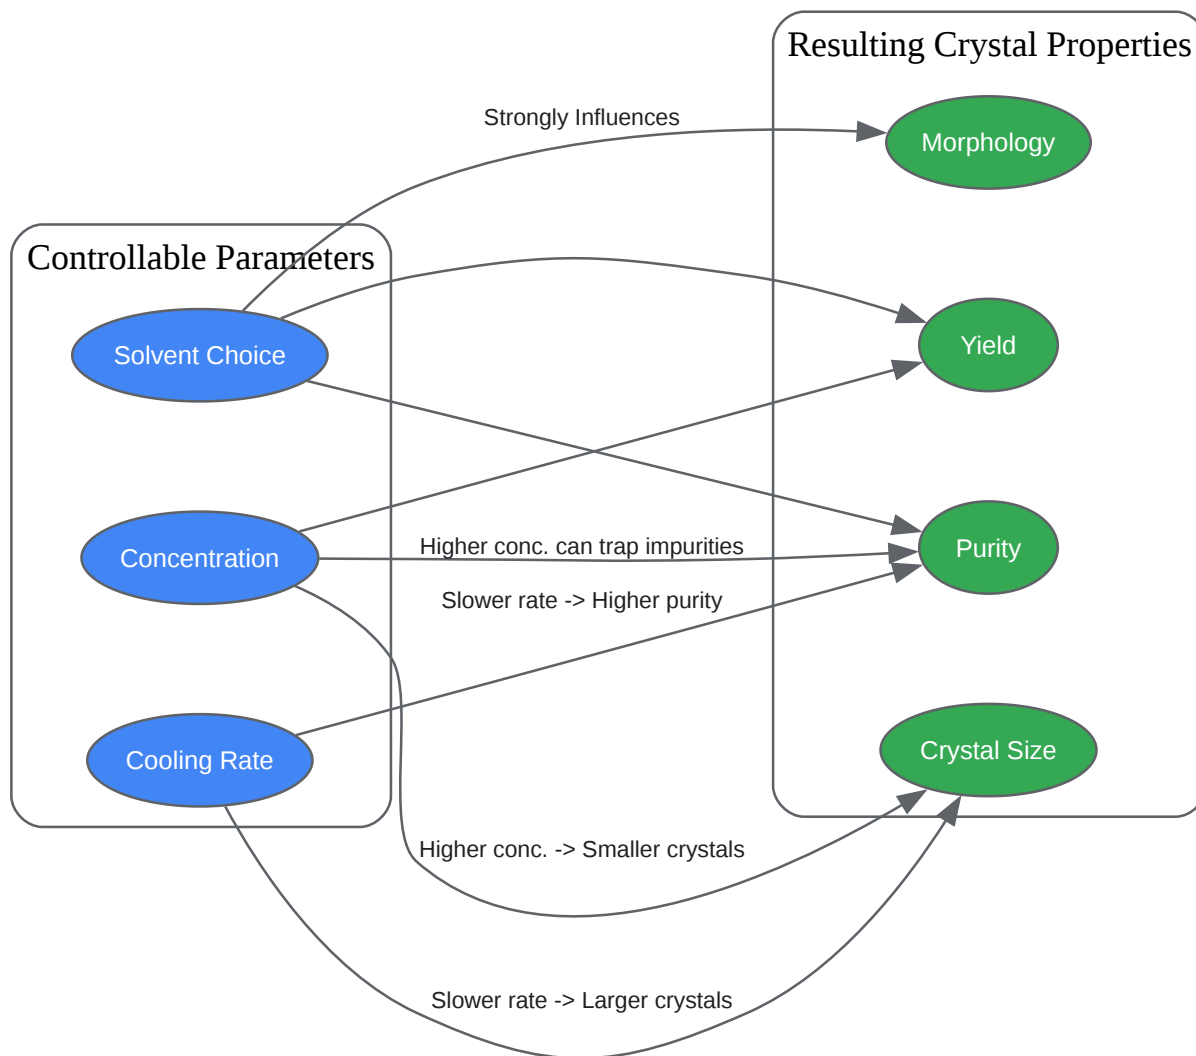 Resulting Crystal Properties
Strongly Influences
Morphology
Controllable Parameters
Solvent Choice
Yield
Concentration
Higher conc. can trap impurities
Purity
Slower rate -> Higher purity
Cooling Rate
Crystal Size
Higher conc. -> Smaller crystals
Slower rate -> Larger crystals